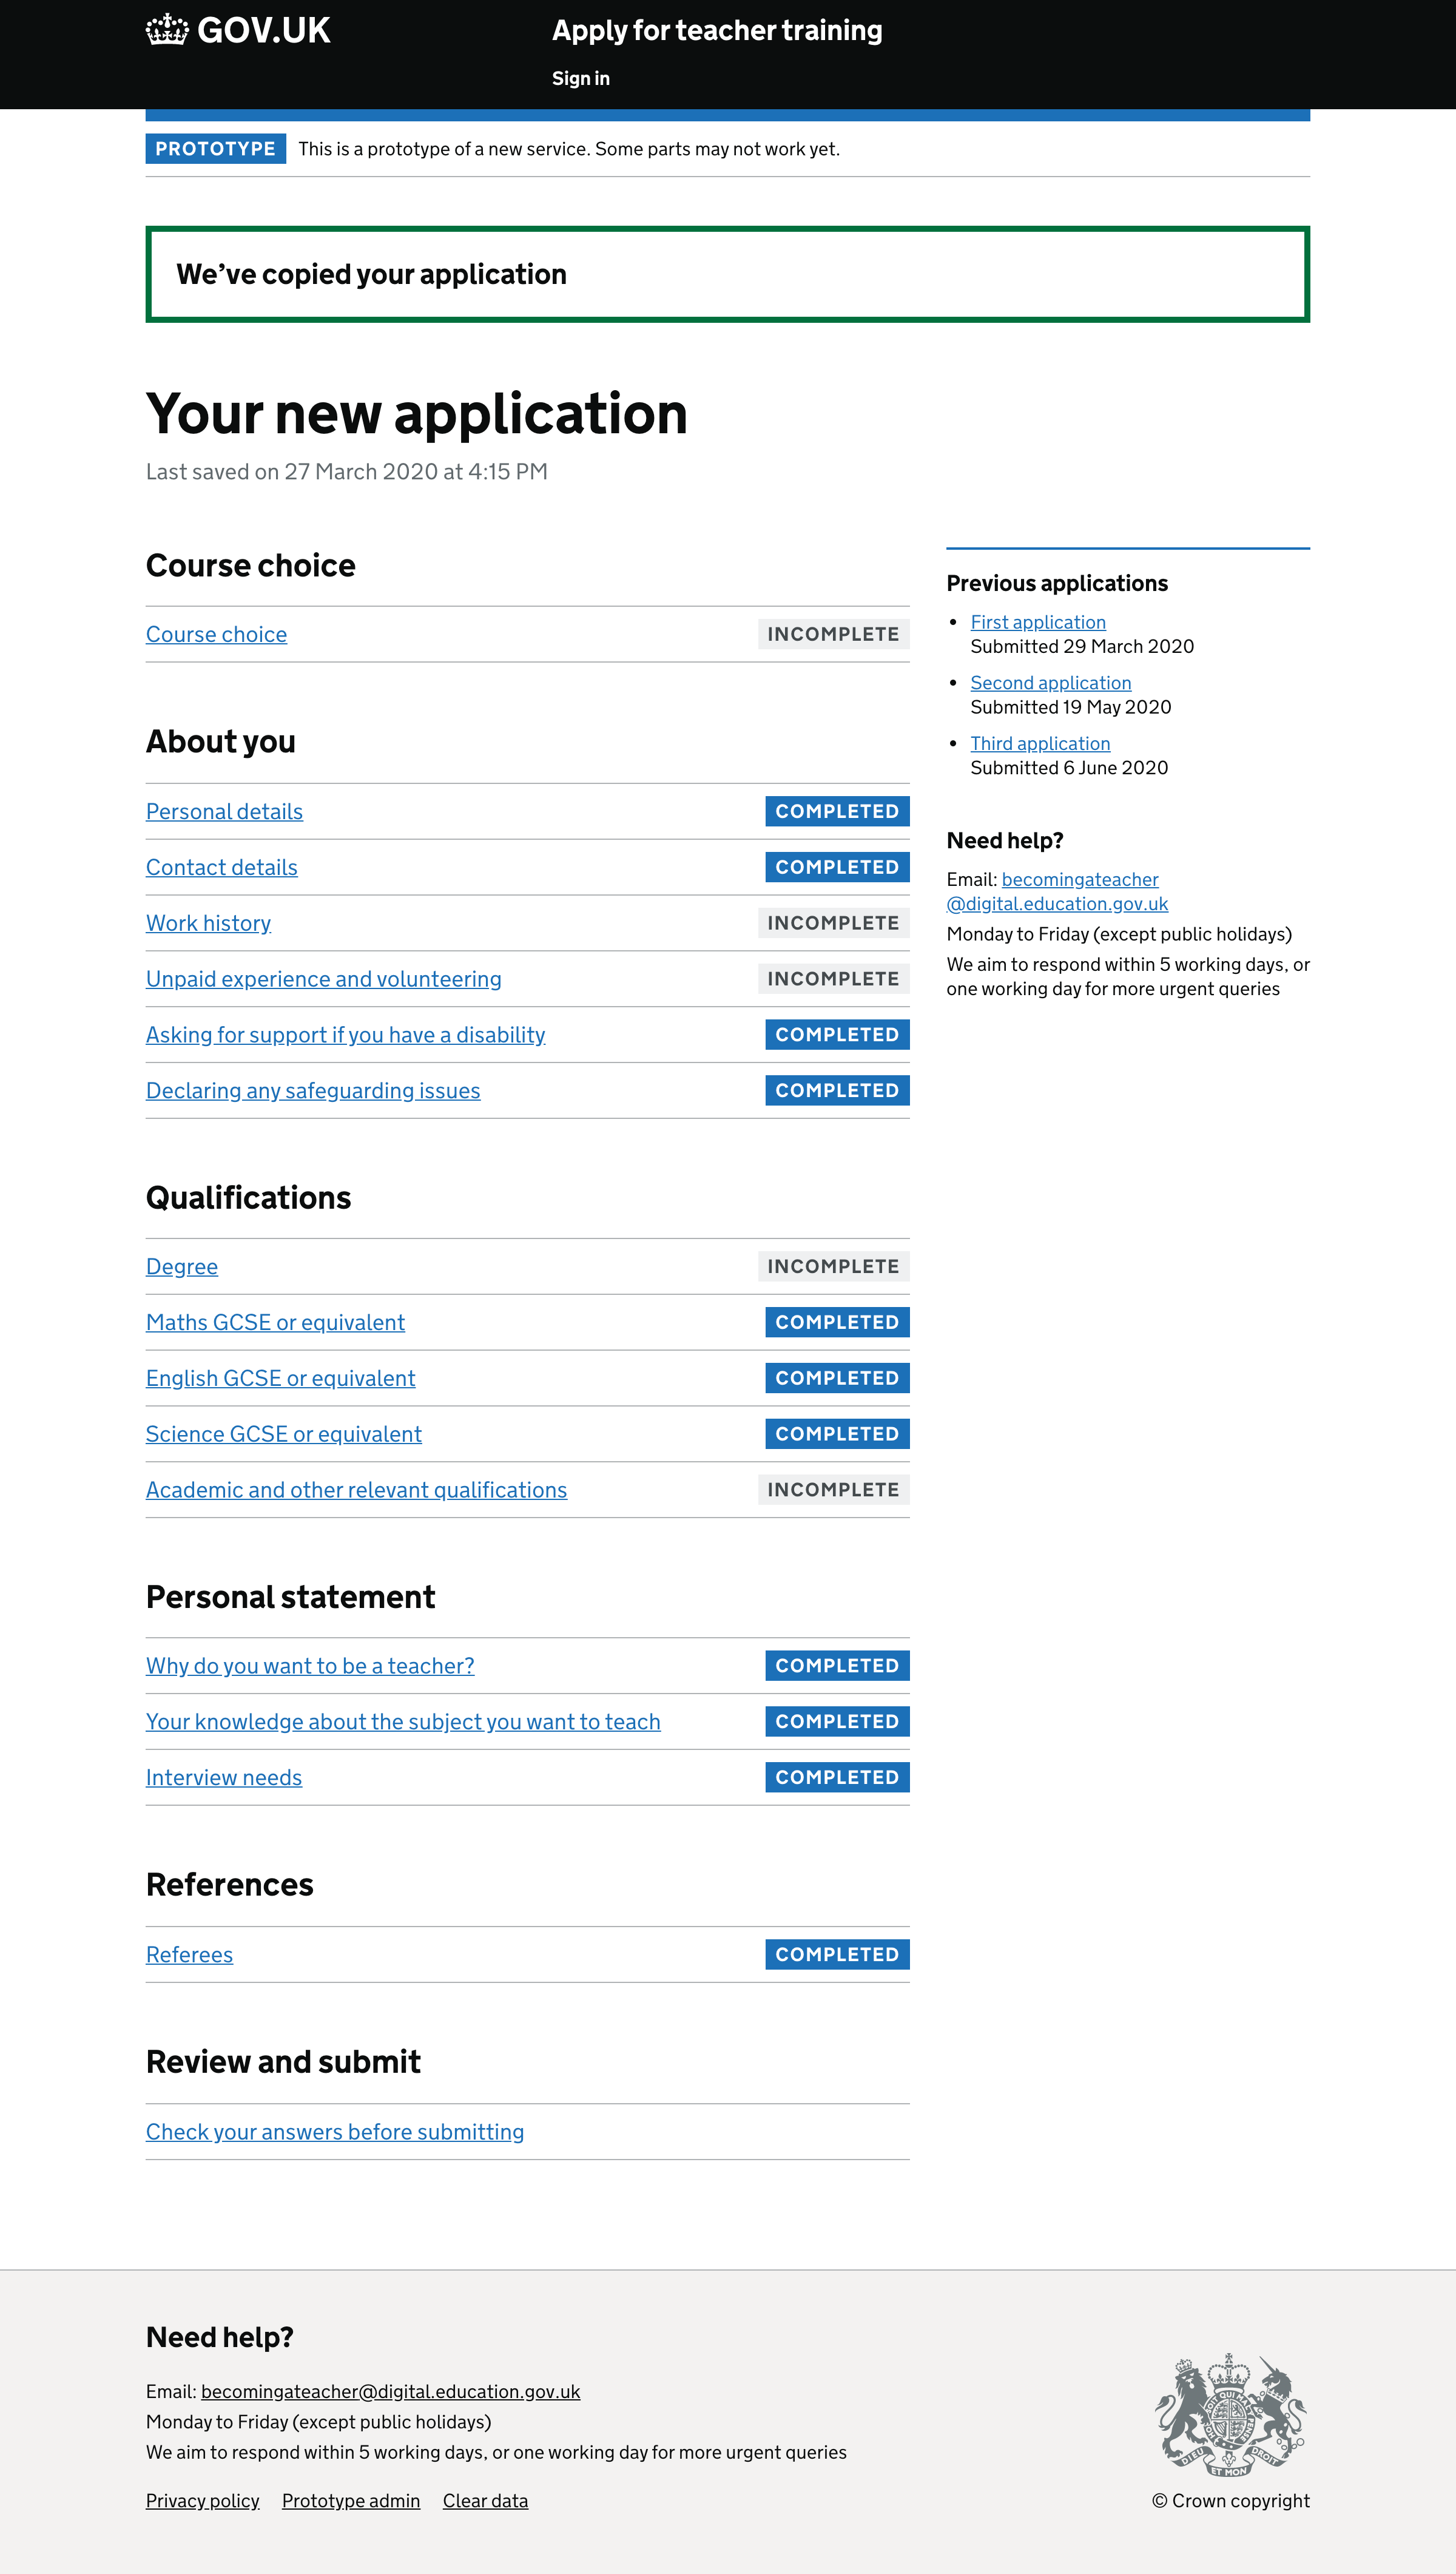 GOV.UK
Apply for teacher training
Sign in
PROTOTYPE This is a prototype of a new service. Some parts may not work yet.
We’ve copied your application
Your new application
Last saved on 27 March 2020 at 4:15 PM
Course choice
Course choice INCOMPLETE
About you
Personal details COMPLETED
Contact details COMPLETED
Work history INCOMPLETE
Unpaid experience and volunteering INCOMPLETE
Asking for support if you have a disability COMPLETED
Declaring any safeguarding issues COMPLETED
Qualifications
Degree INCOMPLETE
Maths GCSE or equivalent COMPLETED
English GCSE or equivalent COMPLETED
Science GCSE or equivalent COMPLETED
Academic and other relevant qualifications INCOMPLETE
Personal statement
Why do you want to be a teacher? COMPLETED
Your knowledge about the subject you want to teach COMPLETED
Interview needs COMPLETED
References
Referees COMPLETED
Review and submit
Check your answers before submitting
Previous applications
First application
Submitted 29 March 2020
Second application
Submitted 19 May 2020
Third application
Submitted 6 June 2020
Need help?
Email: becomingateacher
@digital.education.gov.uk
Monday to Friday (except public holidays)
We aim to respond within 5 working days, or
one working day for more urgent queries
Need help?
Email: becomingateacher@digital.education.gov.uk
Monday to Friday (except public holidays)
We aim to respond within 5 working days, or one working day for more urgent queries
Privacy policy Prototype admin Clear data
DIEU ET MON DROIT
© Crown copyright